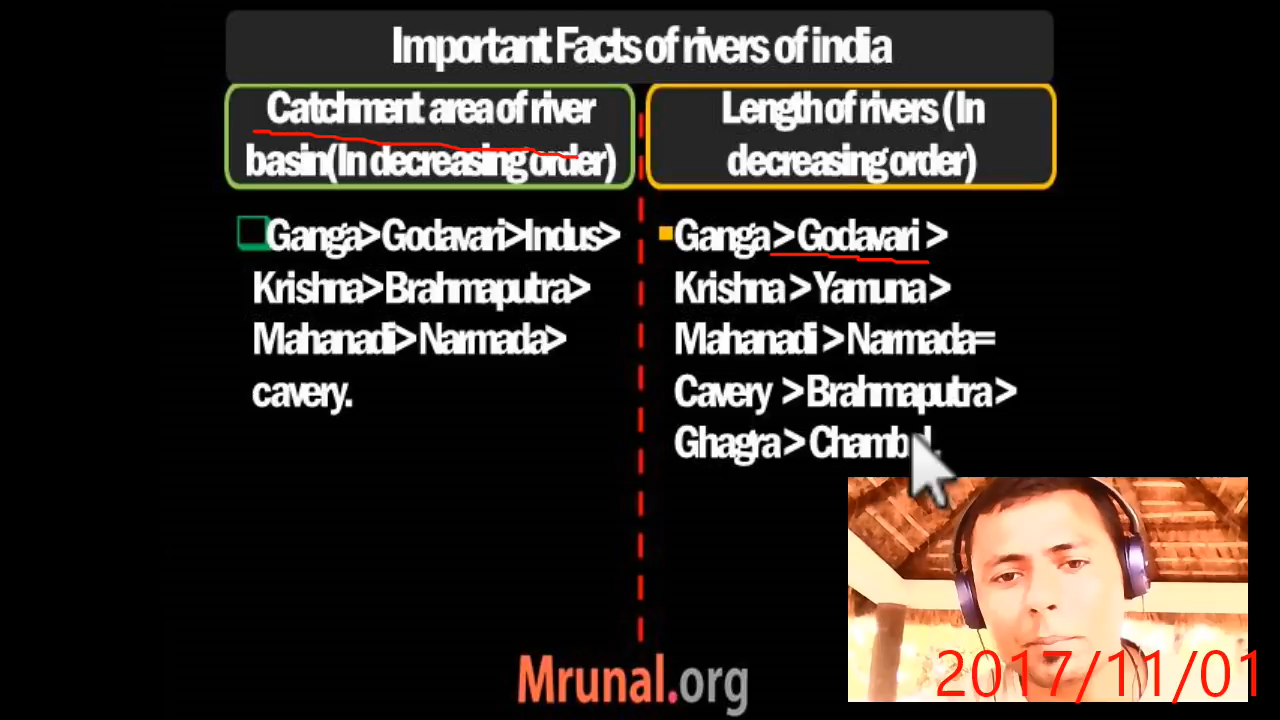 Important Facts of rivers of india
Catchment area of river
basin(In decreasing order)
Ganga>Godavari>Indus>
Krishna>Brahmaputra>
Mahanadi>Narmada>
cavery.
Length of rivers (In
decreasing order)
Ganga >Godavari >
Krishna >Yamuna >
Mahanadi >Narmada=
Cavery >Brahmaputra >
Ghagra > Chambal.
Mrunal.org
2017/11/01